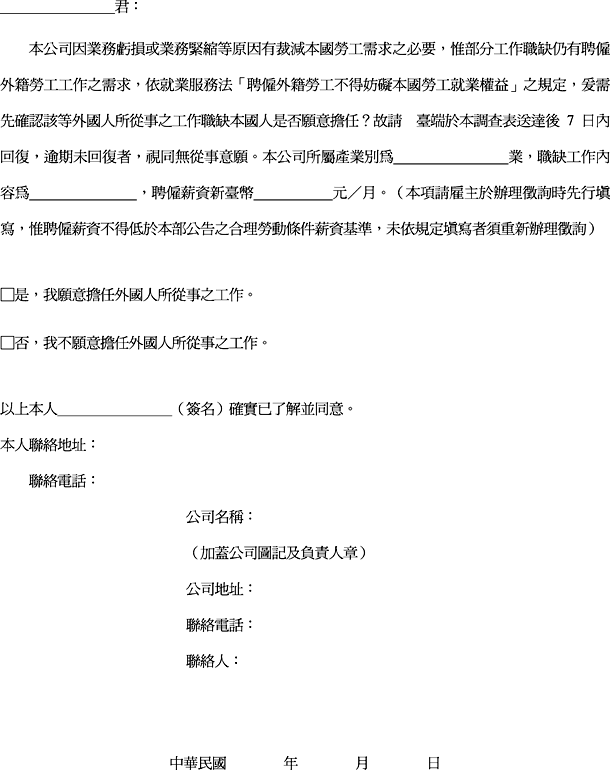 ________________君：
本公司因業務虧損或業務緊縮等原因有裁減本國勞工需求之必要，惟部分工作職缺仍有聘僱
外籍勞工工作之需求，依就業服務法「聘僱外籍勞工不得妨礙本國勞工就業權益」之規定，爰需
先確認該等外國人所從事之工作職缺本國人是否願意擔任？故請　臺端於本調查表送達後 7 日內
回復，逾期未回復者，視同無從事意願。本公司所屬產業別為________________業，職缺工作內
容為_______________，聘僱薪資新臺幣___________元／月。（本項請雇主於辦理徵詢時先行填
寫，惟聘僱薪資不得低於本部公告之合理勞動條件薪資基準，未依規定填寫者須重新辦理徵詢）
□是，我願意擔任外國人所從事之工作。
□否，我不願意擔任外國人所從事之工作。
以上本人________________（簽名）確實已了解並同意。
本人聯絡地址：
聯絡電話：
公司名稱：
（加蓋公司圖記及負責人章）
公司地址：
聯絡電話：
聯絡人：
中華民國　　　　年　　　　月　　　　日